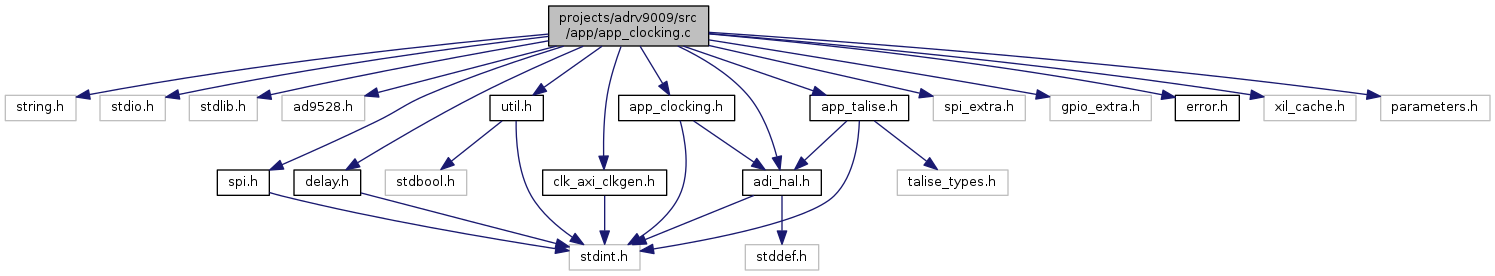 projects/adrv9009/src
/app/app_clocking.c
string.h
stdio.h
stdlib.h
ad9528.h
util.h
app_clocking.h
app_talise.h
spi_extra.h
gpio_extra.h
error.h
xil_cache.h
parameters.h
spi.h
delay.h
stdbool.h
clk_axi_clkgen.h
adi_hal.h
talise_types.h
stdint.h
stddef.h